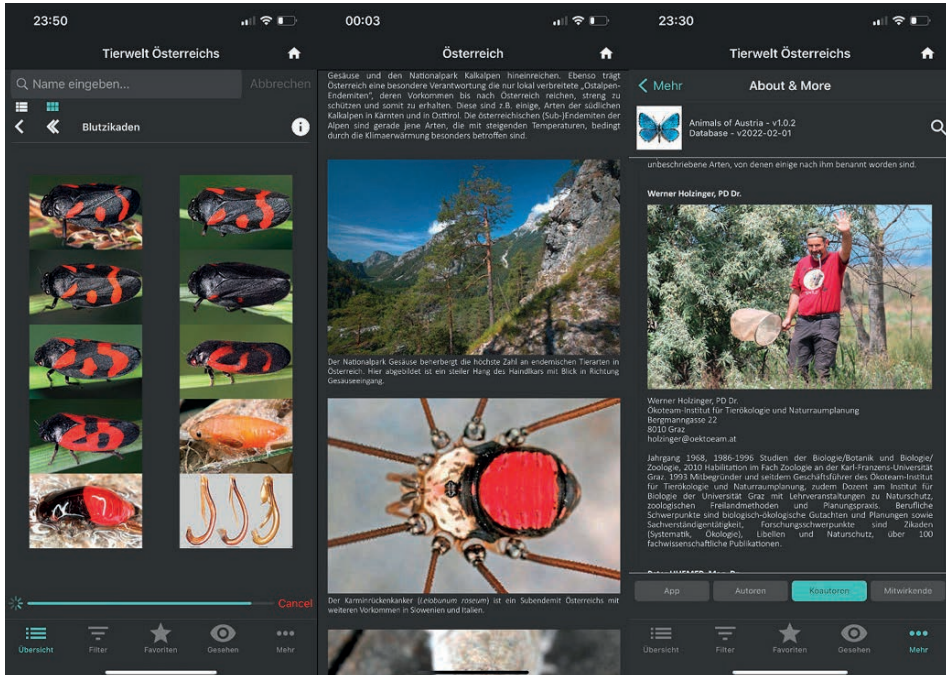 23:50
Tierwelt Österreichs
Name eingeben...
Abbrechen
Blutzikaden
Cancel
Übersicht
Filter
Favoriten
Gesehen
Mehr
00:03
Österreich
Gesäuse und den Nationalpark Kalkalpen hineinreichen. Ebenso trägt
Österreich eine besondere Verantwortung die nur lokal verbreitete „Ostalpen-
Endemiten“, deren Vorkommen bis nach Österreich reichen, streng zu
schützen und somit zu erhalten. Diese sind z.B. einige, Arten der südlichen
Kalkalpen in Kärnten und in Osttirol. Die österreichischen (Sub-)Endemiten der
Alpen sind gerade jene Arten, die mit steigenden Temperaturen, bedingt
durch die Klimaerwärmung besonders betroffen sind.
Der Nationalpark Gesäuse beherbergt die höchste Zahl an endemischen Tierarten in
Österreich. Hier abgebildet ist ein steiler Hang des Haindlkars mit Blick in Richtung
Gesäuseeingang.
Der Karminrückenkanker (Leiobunum roseum) ist ein Subendemit Österreichs mit
weiteren Vorkommen in Slowenien und Italien.
23:30
Tierwelt Österreichs
Mehr
About & More
Animals of Austria - v1.0.2
Database - v2022-02-01
unbeschriebene Arten, von denen einige nach ihm benannt worden sind.
Werner Holzinger, PD Dr.
Werner Holzinger, PD Dr.
Ökoteam-Institut für Tierökologie und Naturraumplanung
Bergmanngasse 22
8010 Graz
holzinger@oekoteam.at
Jahrgang 1968, 1986-1996 Studien der Biologie/Botanik und Biologie/
Zoologie, 2010 Habilitation im Fach Zoologie an der Karl-Franzens-Universität
Graz. 1993 Mitbegründer und seitdem Geschäftsführer des Ökoteam-Institut
für Tierökologie und Naturraumplanung, zudem Dozent am Institut für
Biologie der Universität Graz mit Lehrveranstaltungen zu Naturschutz,
zoologischen Freilandmethoden und Planungspraxis. Berufliche
Schwerpunkte sind biologisch-ökologische Gutachten und Planungen sowie
Sachverständigentätigkeit, Forschungsschwerpunkte sind Zikaden
(Systematik, Ökologie), Libellen und Naturschutz, über 100
fachwissenschaftliche Publikationen.
App
Autoren
Koautoren
Mitwirkende
Übersicht
Filter
Favoriten
Gesehen
Mehr